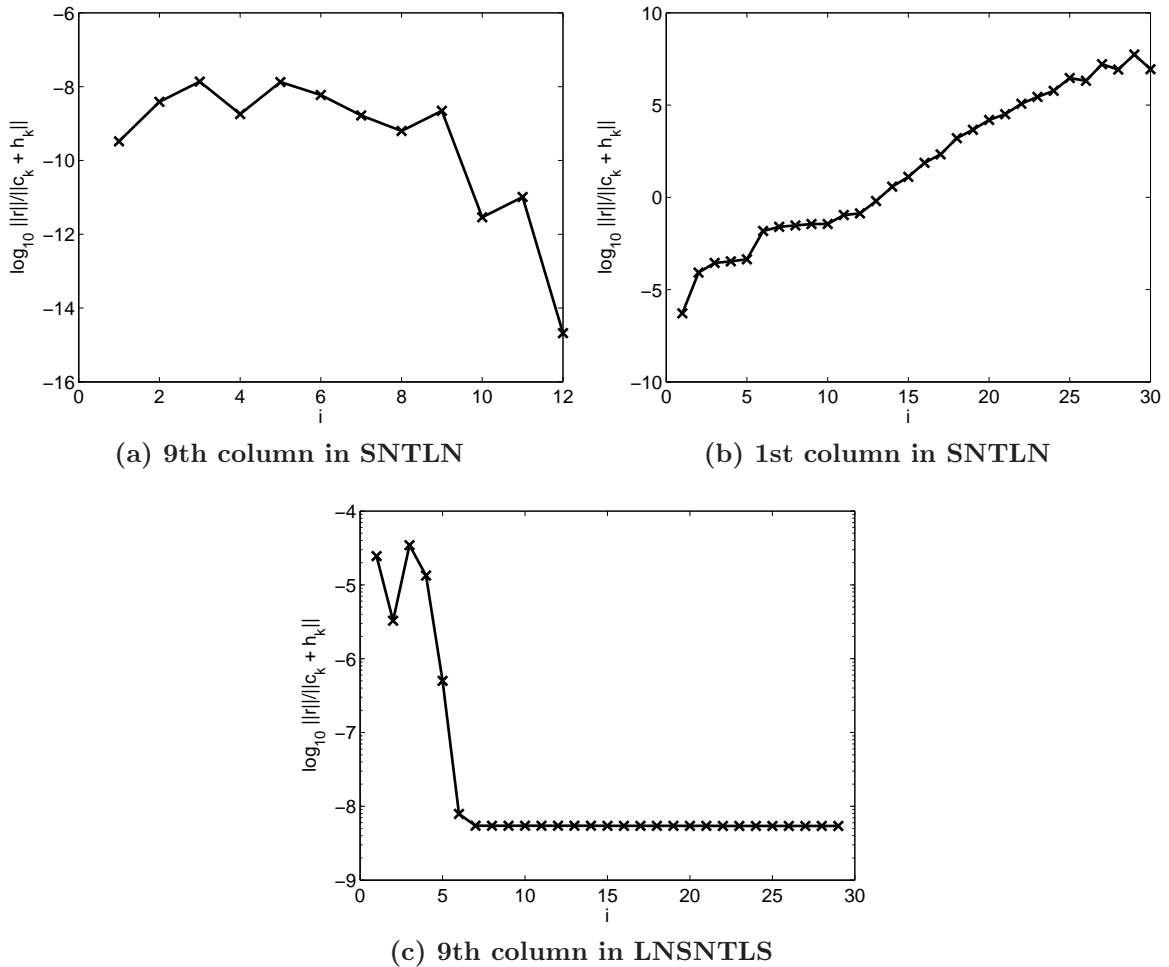 −6
−8
−10
−12
−14
−16
log10 ||r||/||ck + hk||
0 2 4 6 8 10 12
i
(a) 9th column in SNTLN
10
5
0
−5
−10
log10 ||r||/||ck + hk||
0 5 10 15 20 25 30
i
(b) 1st column in SNTLN
−4
−5
−6
−7
−8
−9
log10 ||r||/||ck + hk||
0 5 10 15 20 25 30
i
(c) 9th column in LNSNTLS